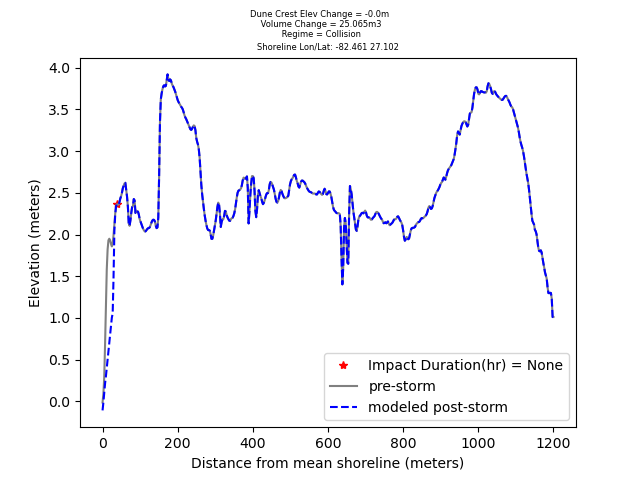 Dune Crest Elev Change = -0.0m
Volume Change = 25.065m3
Regime = Collision
Shoreline Lon/Lat: -82.461 27.102
4.0
3.5
3.0
2.5
2.0
1.5
1.0
0.5
0.0
Elevation (meters)
Impact Duration(hr) = None
pre-storm
modeled post-storm
0 200 400 600 800 1000 1200
Distance from mean shoreline (meters)